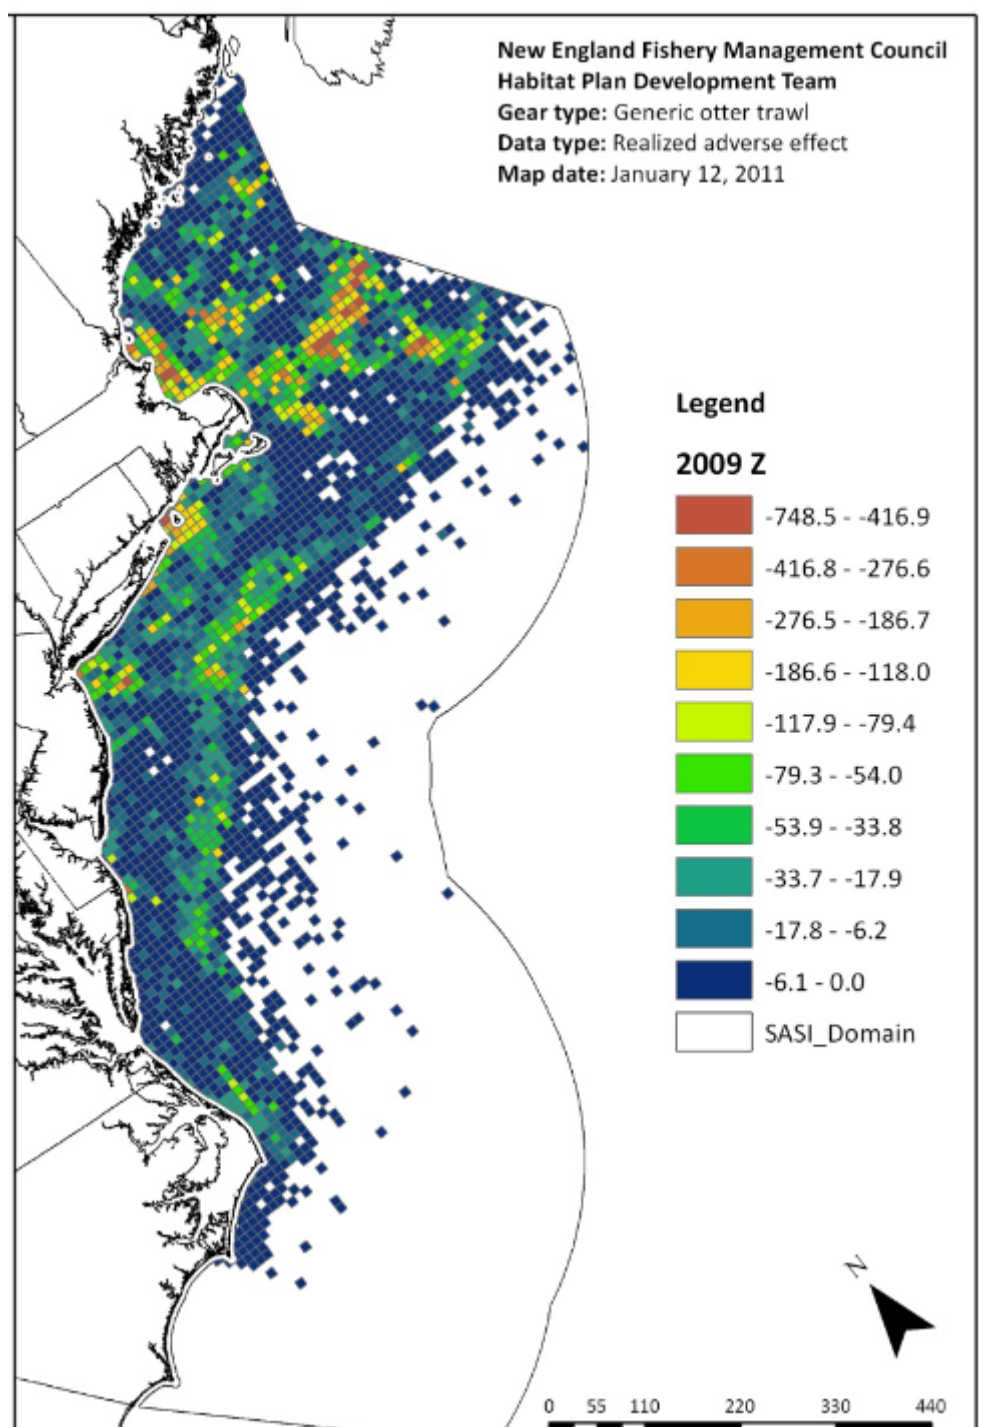 New England Fishery Management Council
Habitat Plan Development Team
Gear type: Generic otter trawl
Data type: Realized adverse effect
Map date: January 12, 2011
Legend
2009 Z
-748.5 - -416.9
-416.8 - -276.6
-276.5 - -186.7
-186.6 - -118.0
-117.9 - -79.4
-79.3 - -54.0
-53.9 - -33.8
-33.7 - -17.9
-17.8 - -6.2
-6.1 - 0.0
SASI_Domain
N
0 55 110 220 330 440